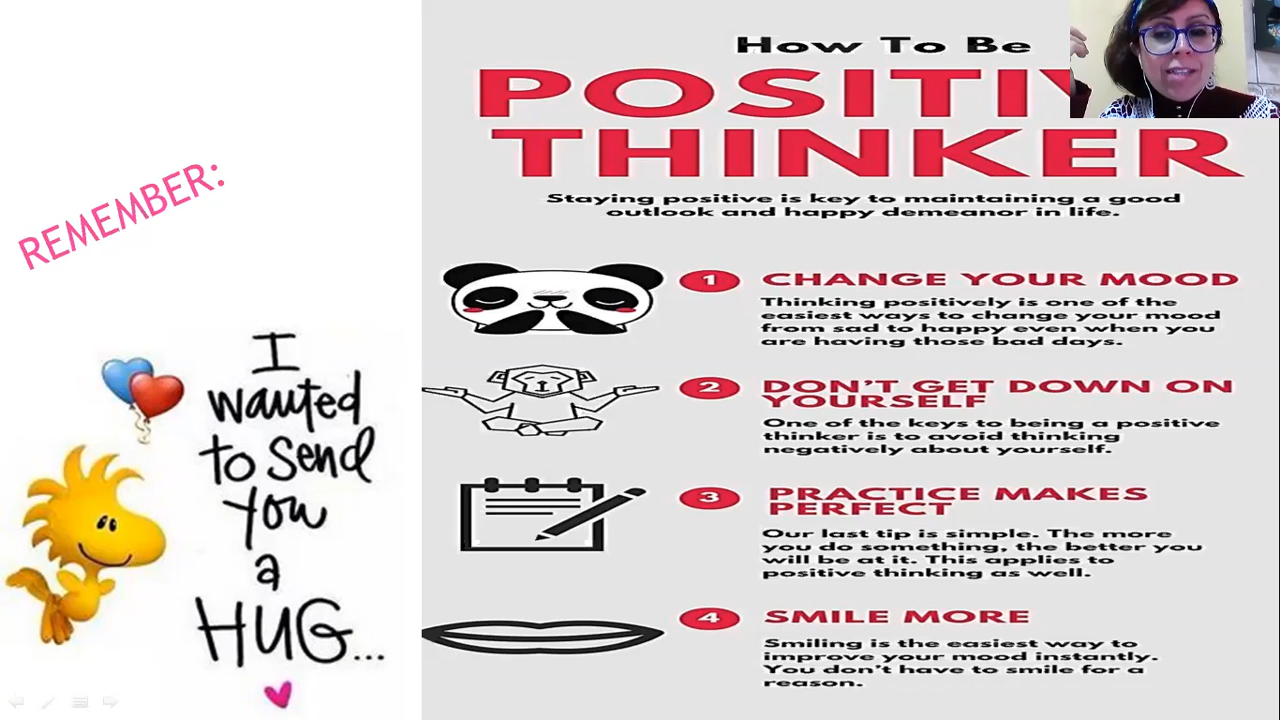 REMEMBER:
I
wanted
to send
you
a
HUG...
How To Be
THINKER
Staying positive is key to maintaining a good
outlook and happy demeanor in life.
1 CHANGE YOUR MOOD
Thinking positively is one of the
easiest ways to change your mood
from sad to happy even when you
are having those bad days.
2 DON'T GET DOWN ON
YOURSELF
One of the keys to being a positive
thinker is to avoid thinking
negatively about yourself.
3 PRACTICE MAKES
PERFECT
Our last tip is simple. The more
you do something, the better you
will be at it. This applies to
positive thinking as well.
4 SMILE MORE
Smiling is the easiest way to
improve your mood instantly.
You don't have to smile for a
reason.